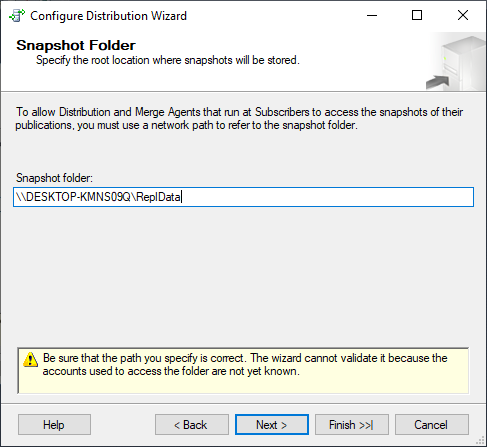 Configure Distribution Wizard
Snapshot Folder
Specify the root location where snapshots will be stored.
To allow Distribution and Merge Agents that run at Subscribers to access the snapshots of their
publications, you must use a network path to refer to the snapshot folder.
Snapshot folder:
\\DESKTOP-KMNS09Q\ReplData
Be sure that the path you specify is correct. The wizard cannot validate it because the
accounts used to access the folder are not yet known.
Help
< Back
Next >
Finish >>|
Cancel